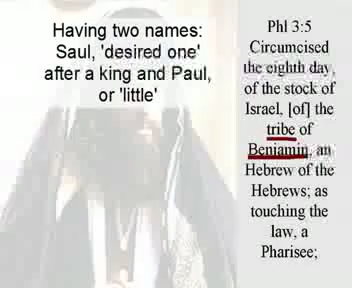 Having two names:
Saul, 'desired one'
after a king and Paul,
or 'little'
Phl 3:5
Circumcised
the eighth day,
of the stock of
Israel, [of] the
tribe of
Benjamin, an
Hebrew of the
Hebrews; as
touching the
law, a
Pharisee;